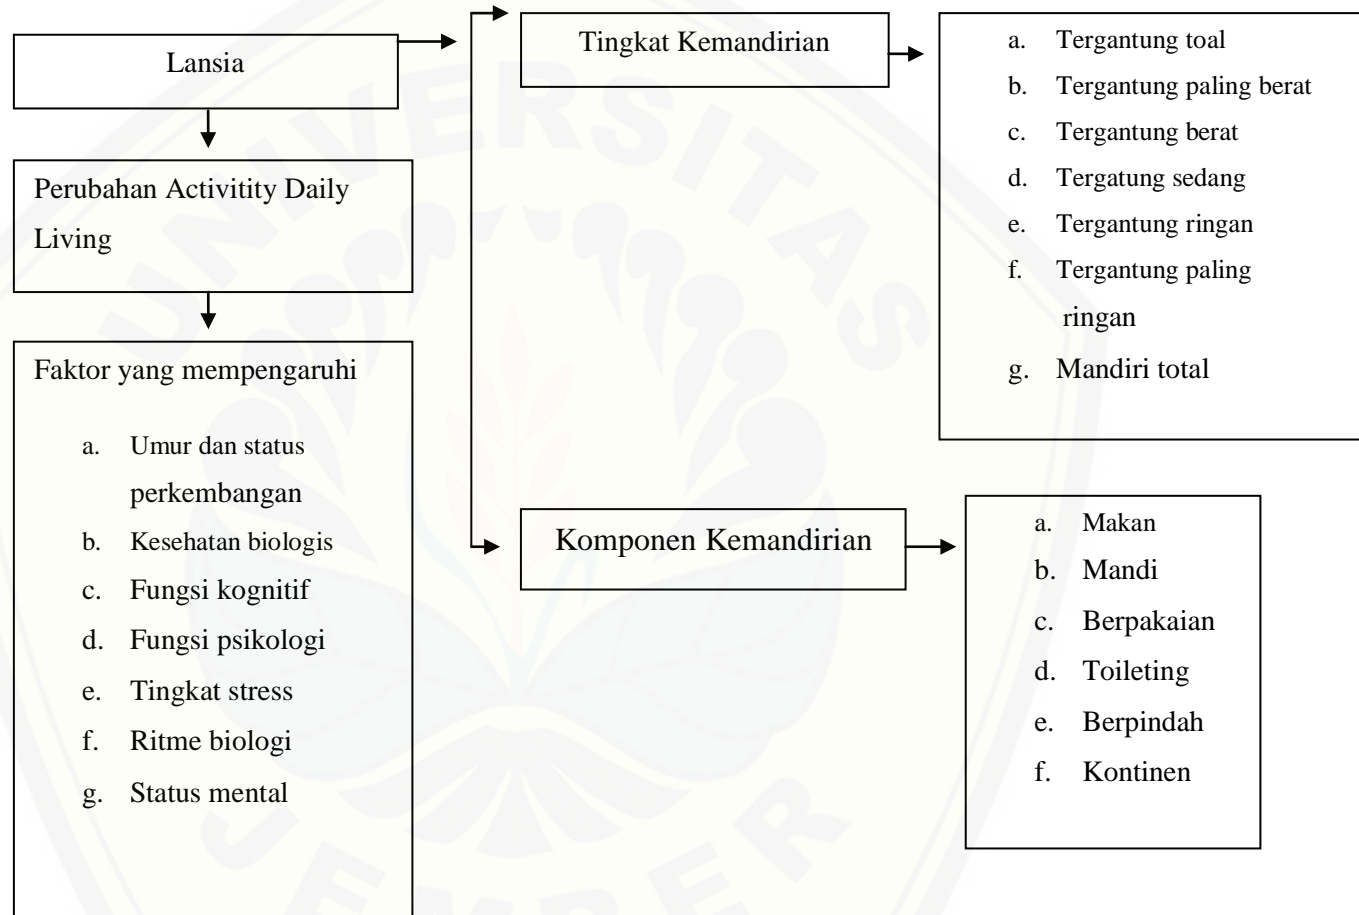 Lansia
Perubahan Activitity Daily
Living
Faktor yang mempengaruhi
a. Umur dan status
perkembangan
b. Kesehatan biologis
c. Fungsi kognitif
d. Fungsi psikologi
e. Tingkat stress
f. Ritme biologi
g. Status mental
Tingkat Kemandirian
a. Tergantung toal
b. Tergantung paling berat
c. Tergantung berat
d. Tergatung sedang
e. Tergantung ringan
f. Tergantung paling
ringan
g. Mandiri total
Komponen Kemandirian
a. Makan
b. Mandi
c. Berpakaian
d. Toileting
e. Berpindah
f. Kontinen
UNIVERSITAS
JEMBER